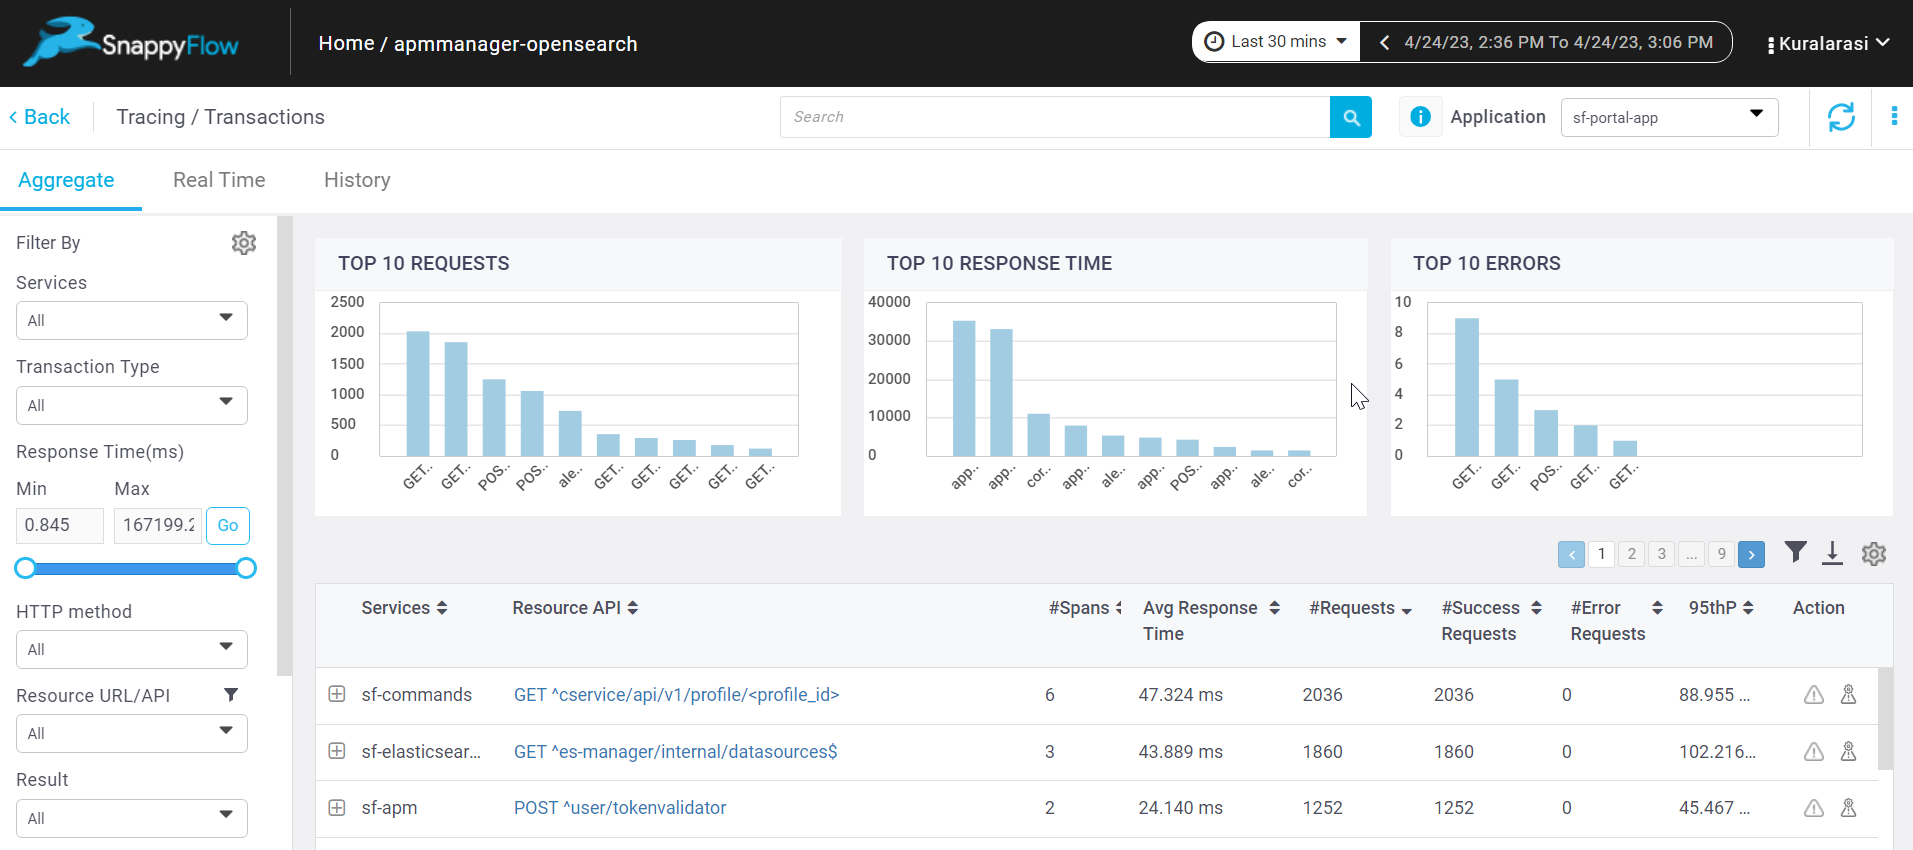 SnappyFlow
Home / apmmanager-opensearch
Last 30 mins
4/24/23, 2:36 PM To 4/24/23, 3:06 PM
Kuralarasi
Back
Tracing / Transactions
Search
Application
sf-portal-app
Aggregate
Real Time
History
Filter By
Services
All
Transaction Type
All
Response Time(ms)
Min
Max
0.845
167199.2
Go
HTTP method
All
Resource URL/API
All
Result
All
TOP 10 REQUESTS
2500
2000
1500
1000
500
0
GET..
GET..
POS..
POS..
ale..
GET..
GET..
GET..
GET..
GET..
TOP 10 RESPONSE TIME
40000
30000
20000
10000
0
app..
app..
cor..
app..
ale..
app..
POS..
app..
ale..
cor..
TOP 10 ERRORS
10
8
6
4
2
0
GET..
GET..
POS..
GET..
GET..
1 2 3 ... 9
Services Resource API #Spans Avg Response Time #Requests #Success Requests #Error Requests 95thP Action
sf-commands GET ^cservice/api/v1/profile/<profile_id> 6 47.324 ms 2036 2036 0 88.955 ...
sf-elasticsear... GET ^es-manager/internal/datasources$ 3 43.889 ms 1860 1860 0 102.216...
sf-apm POST ^user/tokenvalidator 2 24.140 ms 1252 1252 0 45.467 ...